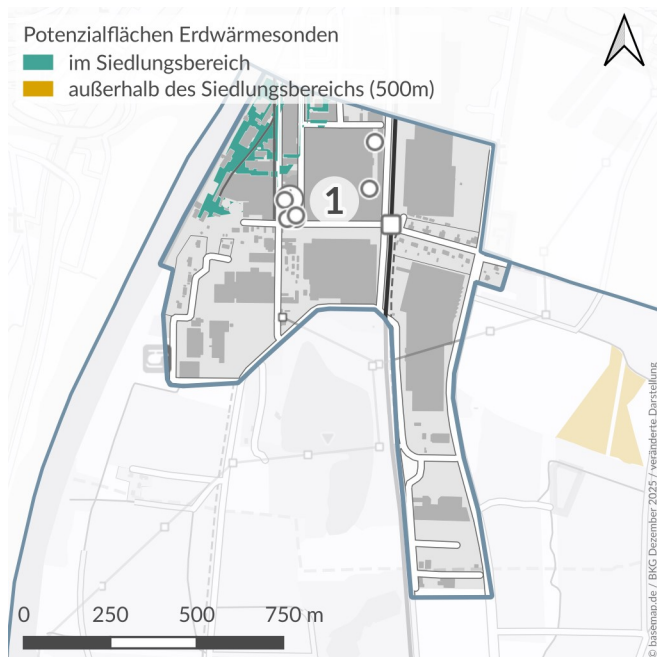 Potenzialflächen Erdwärmesonden
im Siedlungsbereich
außerhalb des Siedlungsbereichs (500m)
1
0 250 500 750 m
© basemap.de / BKG Dezember 2025 / veränderte Darstellung